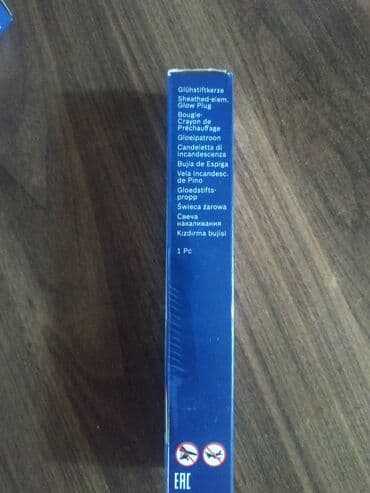 Glühstiftkerze
Sheathed-elem.
Glow Plug
Bougie-
Crayon de
Préchauffage
Gloeipatroon
Candeletta di
incandescenza
Bujía de Espiga
Vela Incandesc.
de Pino
Gloedstifts-
propp
Świeca żarowa
Свеча
накаливания
Kızdırma bujisi
1 Pc
EAC